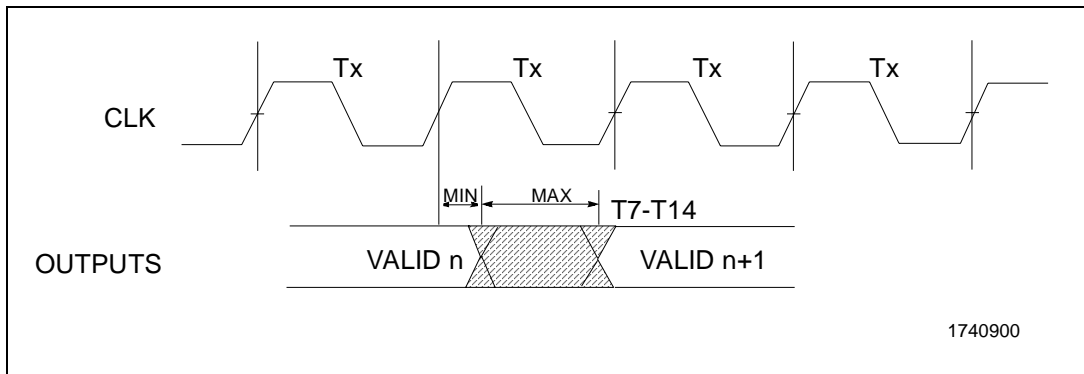 Tx Tx Tx Tx
CLK
MIN MAX T7-T14
OUTPUTS VALID n VALID n+1
1740900